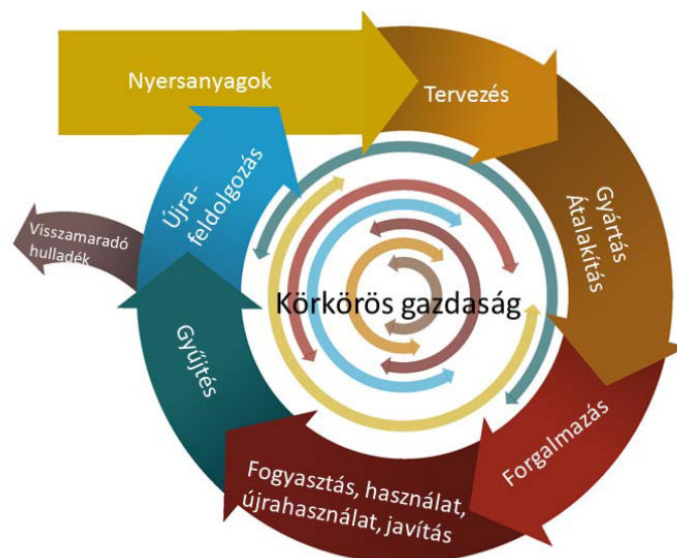 Nyersanyagok
Tervezés
Gyártás
Átalakítás
Forgalmazás
Fogyasztás, használat,
újrahasználat, javítás
Gyűjtés
Újra-
feldolgozás
Visszamaradó
hulladék
Körkörös gazdaság